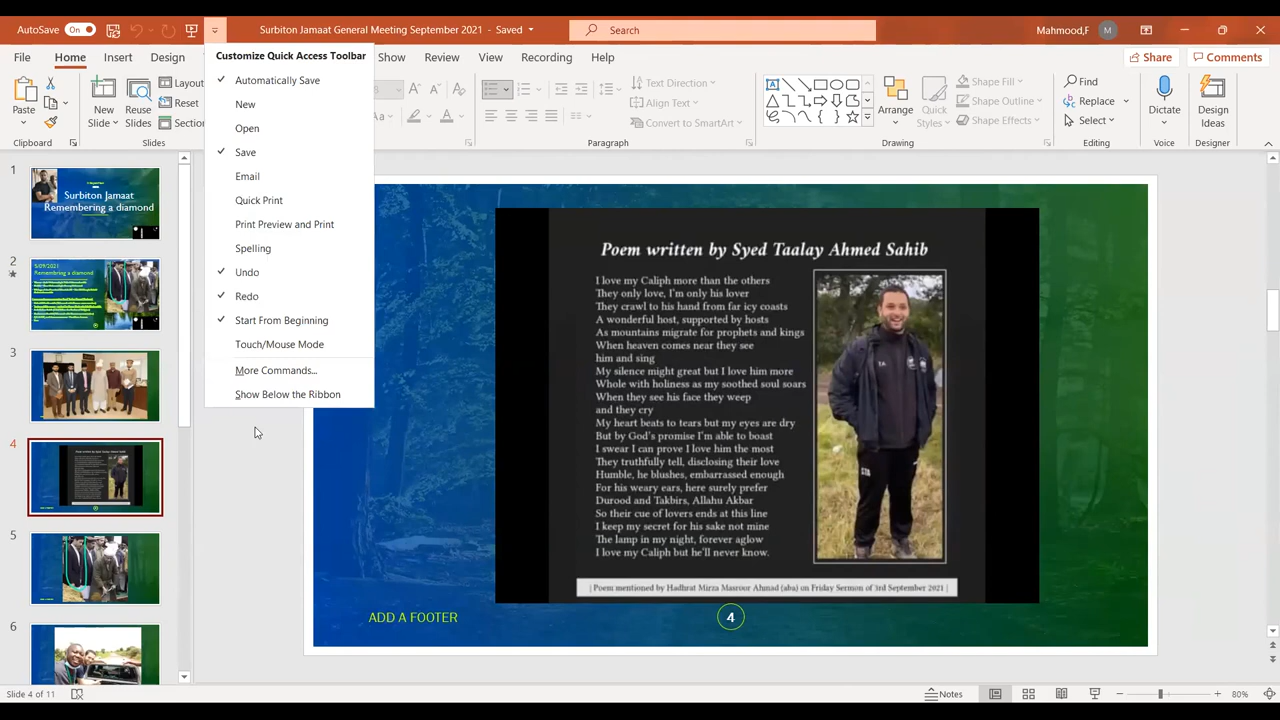 AutoSave On Surbiton Jamaat General Meeting September 2021 - Saved Search Mahmood,F M
File Home Insert Design Show Review View Recording Help Share Comments
Paste
Clipboard
New Slide
Reuse Slides
Layout
Reset
Section
Slides
Customize Quick Access Toolbar
Automatically Save
New
Open
Save
Email
Quick Print
Print Preview and Print
Spelling
Undo
Redo
Start From Beginning
Touch/Mouse Mode
More Commands...
Show Below the Ribbon
Text Direction
Align Text
Convert to SmartArt
Paragraph
Arrange
Quick Styles
Shape Fill
Shape Outline
Shape Effects
Drawing
Find
Replace
Select
Editing
Dictate
Voice
Design Ideas
Designer
1
Surbiton Jamaat
Remembering a diamond
2
Remembering a diamond
3
4
5
6
Poem written by Syed Taalay Ahmed Sahib
I love my Caliph more than the others
They only love, I'm only his lover
They crawl to his hand from far icy coasts
A wonderful host, supported by hosts
As mountains migrate for prophets and kings
When heaven comes near they see
him and sing
My silence might great but I love him more
Whole with holiness as my soothed soul soars
When they see his face they weep
and they cry
My heart beats to tears but my eyes are dry
But by God's promise I'm able to boast
I swear I can prove I love him the most
They truthfully tell, disclosing their love
Humble, he blushes, embarrassed enough
For his weary ears, here surely prefer
Durood and Takbirs, Allahu Akbar
So their cue of lovers ends at this line
I keep my secret for his sake not mine
The lamp in my night, forever aglow
I love my Caliph but he'll never know.
| Poem mentioned by Hadhrat Mirza Masroor Ahmad (aba) on Friday Sermon of 3rd September 2021 |
ADD A FOOTER
4
Slide 4 of 11
Notes
80%